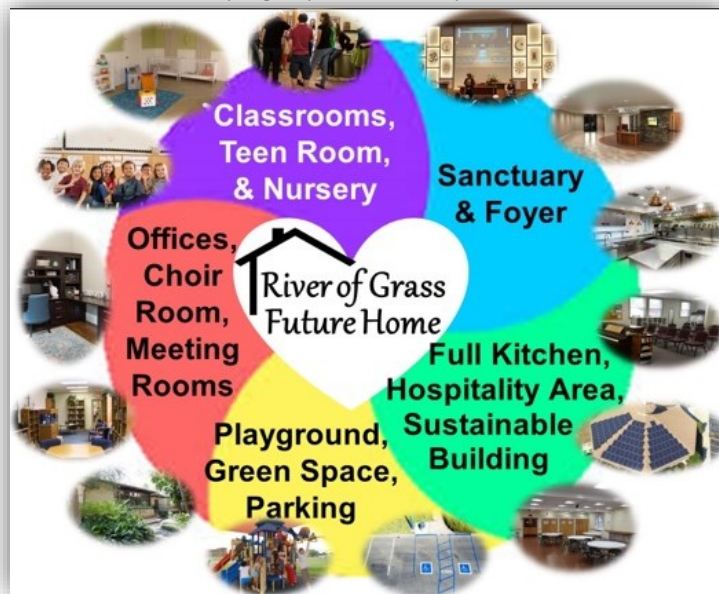 Classrooms,
Teen Room,
& Nursery
Sanctuary
& Foyer
Offices,
Choir
Room,
Meeting
Rooms
River of Grass
Future Home
Full Kitchen,
Hospitality Area,
Sustainable
Building
Playground,
Green Space,
Parking